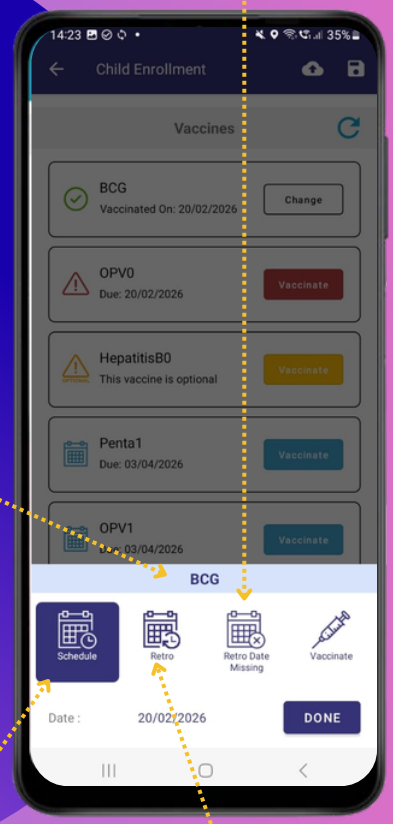 14:23 35%
Child Enrollment
Vaccines
BCG
Vaccinated On: 20/02/2026
Change
OPV0
Due: 20/02/2026
Vaccinate
HepatitisB0
This vaccine is optional
OPTIONAL
Vaccinate
Penta1
Due: 03/04/2026
Vaccinate
OPV1
Due: 03/04/2026
Vaccinate
BCG
Schedule
Retro
Retro Date
Missing
Vaccinate
Date : 20/02/2026
DONE